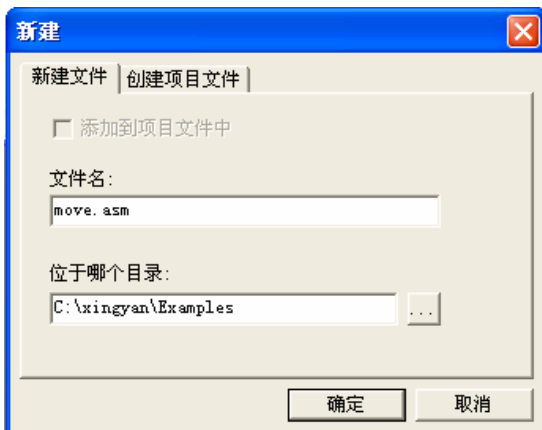 新建
新建文件 创建项目文件
添加到项目文件中
文件名:
move.asm
位于哪个目录:
C:\xingyan\Examples
...
确定 取消